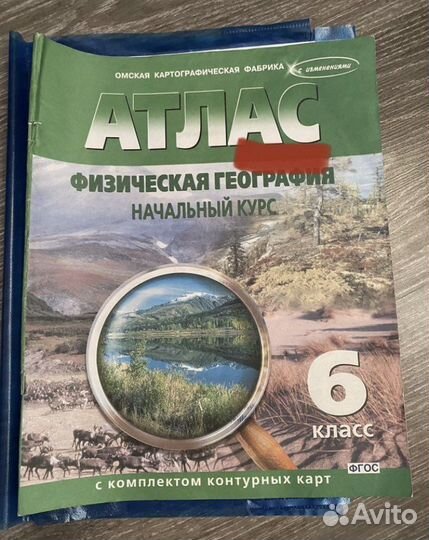 ОМСКАЯ КАРТОГРАФИЧЕСКАЯ ФАБРИКА с изменениями
АТЛАС
ФИЗИЧЕСКАЯ ГЕОГРАФИЯ
НАЧАЛЬНЫЙ КУРС
6
КЛАСС
ФГОС
с комплектом контурных карт
Avito